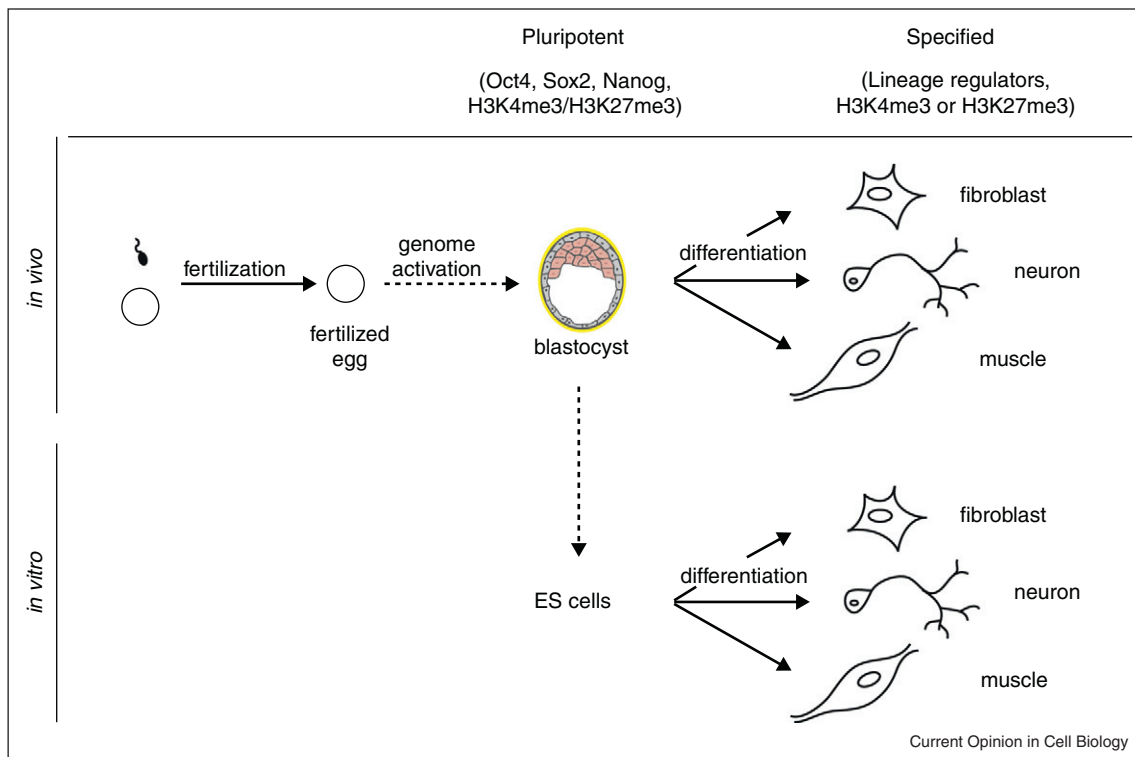 Pluripotent
(Oct4, Sox2, Nanog,
H3K4me3/H3K27me3)
Specified
(Lineage regulators,
H3K4me3 or H3K27me3)
in vivo
fertilization
fertilized
egg
genome
activation
blastocyst
differentiation
fibroblast
neuron
muscle
in vitro
ES cells
differentiation
fibroblast
neuron
muscle
Current Opinion in Cell Biology